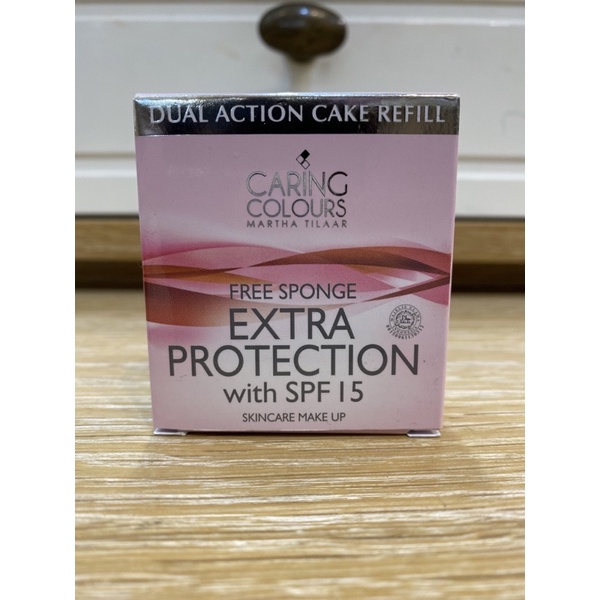 DUAL ACTION CAKE REFILL
CARING
COLOURS
MARTHA TILAAR
FREE SPONGE
EXTRA
PROTECTION
with SPF 15
SKINCARE MAKE UP